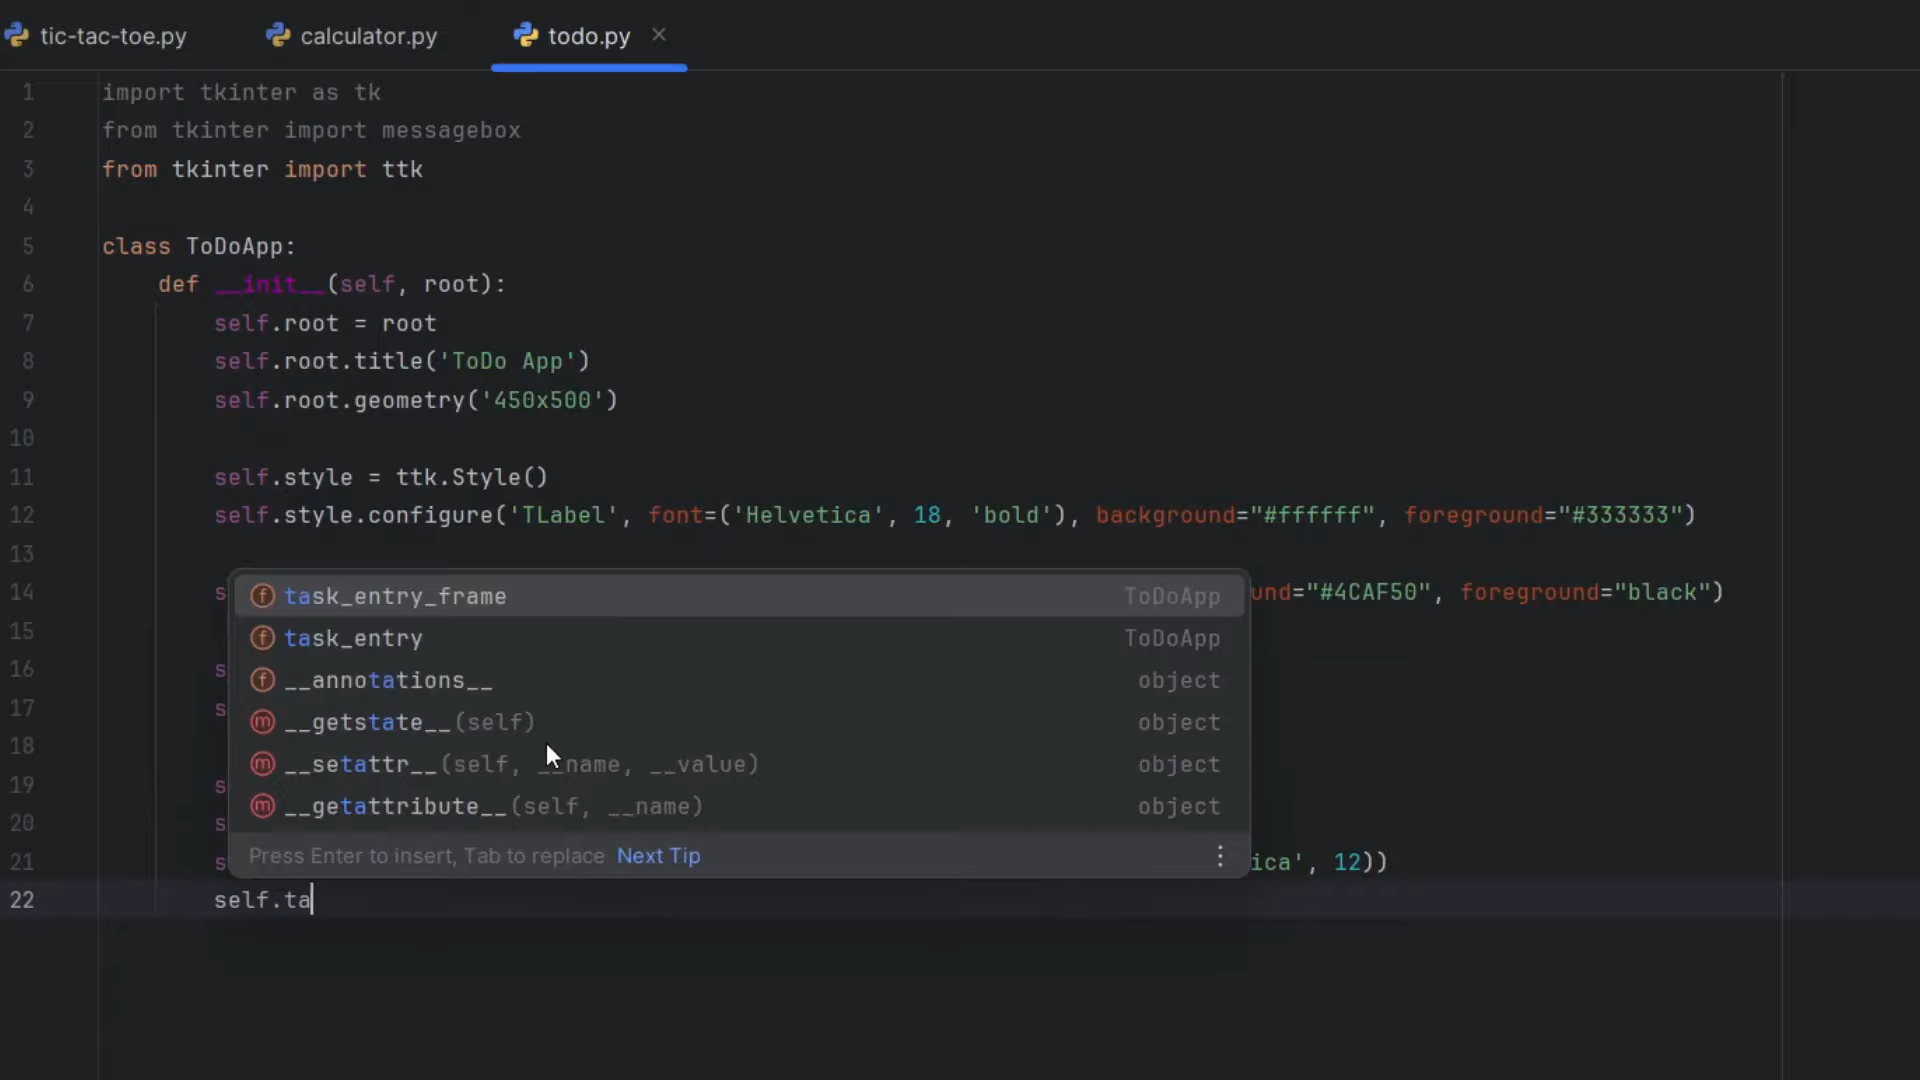 tic-tac-toe.py calculator.py todo.py
1 import tkinter as tk
2 from tkinter import messagebox
3 from tkinter import ttk
4
5 class ToDoApp:
6 def __init__(self, root):
7 self.root = root
8 self.root.title('ToDo App')
9 self.root.geometry('450x500')
10
11 self.style = ttk.Style()
12 self.style.configure('TLabel', font=('Helvetica', 18, 'bold'), background="#ffffff", foreground="#333333")
13
14 s und="#4CAF50", foreground="black")
15
16 s
17 s
18
19 s
20 s
21 s ica', 12))
22 self.ta
task_entry_frame ToDoApp
task_entry ToDoApp
__annotations__ object
__getstate__(self) object
__setattr__(self, __name, __value) object
__getattribute__(self, __name) object
Press Enter to insert, Tab to replace Next Tip